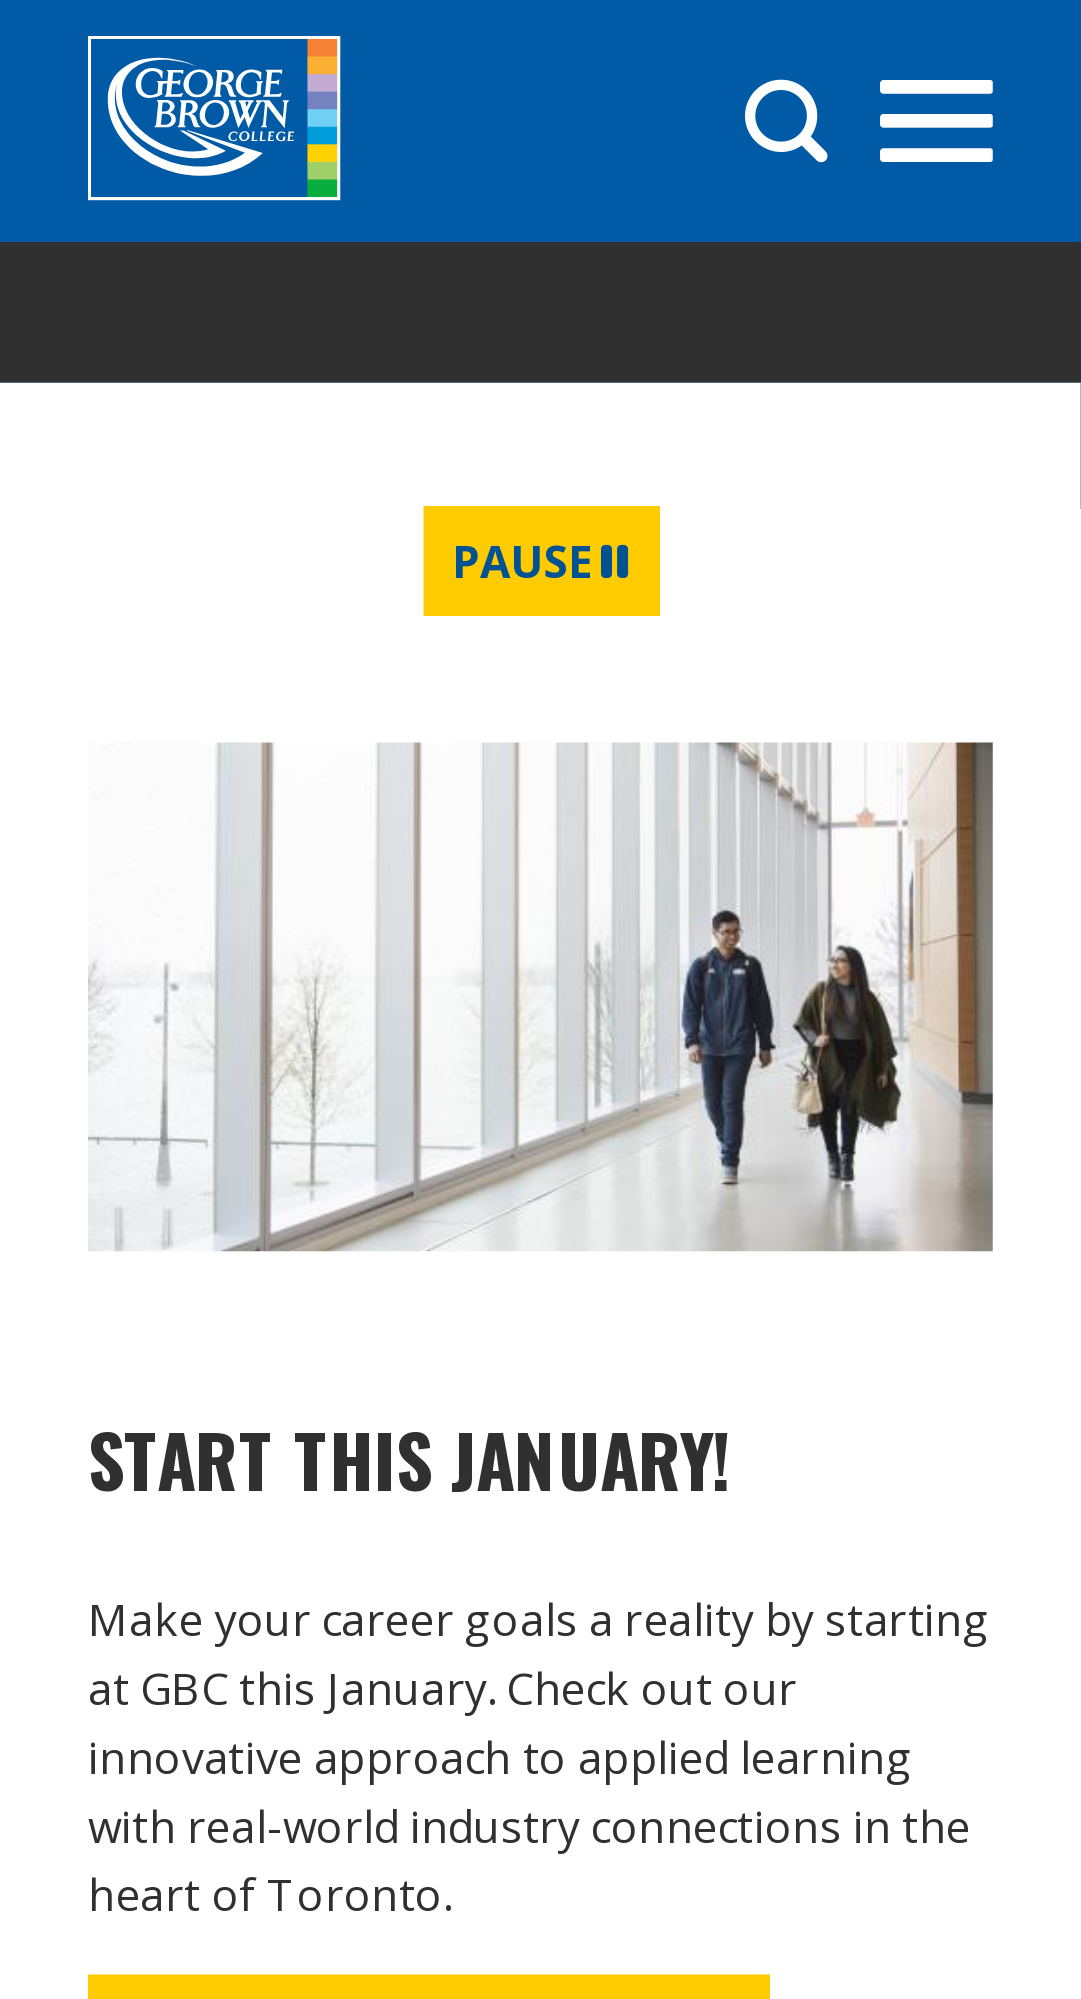 GEORGE
BROWN
COLLEGE
PAUSE
START THIS JANUARY!
Make your career goals a reality by starting
at GBC this January. Check out our
innovative approach to applied learning
with real-world industry connections in the
heart of Toronto.